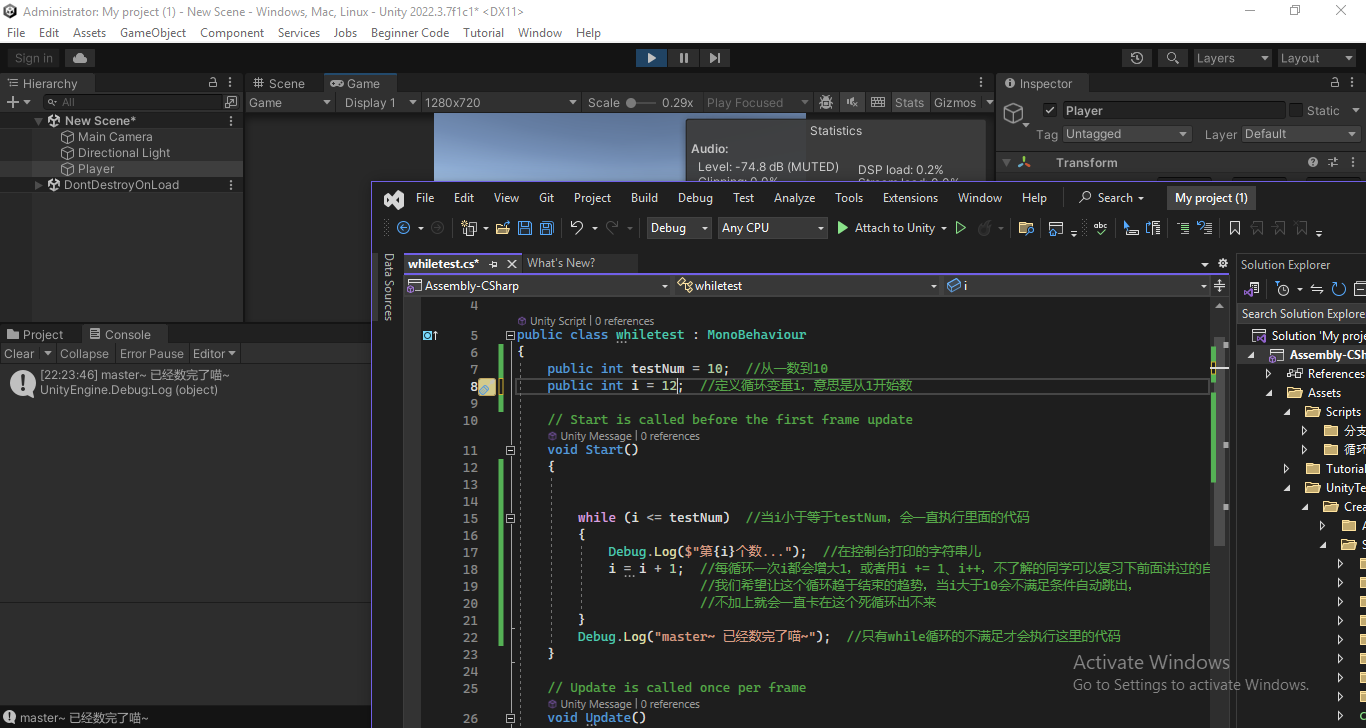 Administrator: My project (1) - New Scene - Windows, Mac, Linux - Unity 2022.3.7f1c1* <DX11>
File Edit Assets GameObject Component Services Jobs Beginner Code Tutorial Window Help
Sign in
Layers Layout
Hierarchy
All
New Scene*
Main Camera
Directional Light
Player
DontDestroyOnLoad
Scene Game
Game Display 1 1280x720 Scale 0.29x Play Focused Stats Gizmos
Statistics
Audio:
Level: -74.8 dB (MUTED) DSP load: 0.2%
Inspector
Player Static
Tag Untagged Layer Default
Transform
Project Console
Clear Collapse Error Pause Editor
[22:23:46] master~ 已经数完了喵~
UnityEngine.Debug:Log (object)
master~ 已经数完了喵~
File Edit View Git Project Build Debug Test Analyze Tools Extensions Window Help Search My project (1)
Debug Any CPU Attach to Unity
Data Sources
whiletest.cs* What's New?
Assembly-CSharp whiletest i
4
Unity Script | 0 references
5 public class whiletest : MonoBehaviour
6 {
7 public int testNum = 10; //从一数到10
8 public int i = 12; //定义循环变量i，意思是从1开始数
9
10 // Start is called before the first frame update
Unity Message | 0 references
11 void Start()
12 {
13
14
15 while (i <= testNum) //当i小于等于testNum，会一直执行里面的代码
16 {
17 Debug.Log($"第{i}个数..."); //在控制台打印的字符串儿
18 i = i + 1; //每循环一次i都会增大1，或者用i += 1、i++，不了解的同学可以复习下前面讲过的自
19 //我们希望让这个循环趋于结束的趋势，当i大于10会不满足条件自动跳出，
20 //不加上就会一直卡在这个死循环出不来
21 }
22 Debug.Log("master~ 已经数完了喵~"); //只有while循环的不满足才会执行这里的代码
23 }
24
25 // Update is called once per frame
Unity Message | 0 references
26 void Update()
Solution Explorer
Search Solution Explore
Solution 'My proje
Assembly-CSH
References
Assets
Scripts
分支
循环
Tutorial
UnityTe
Crea
Activate Windows
Go to Settings to activate Windows.